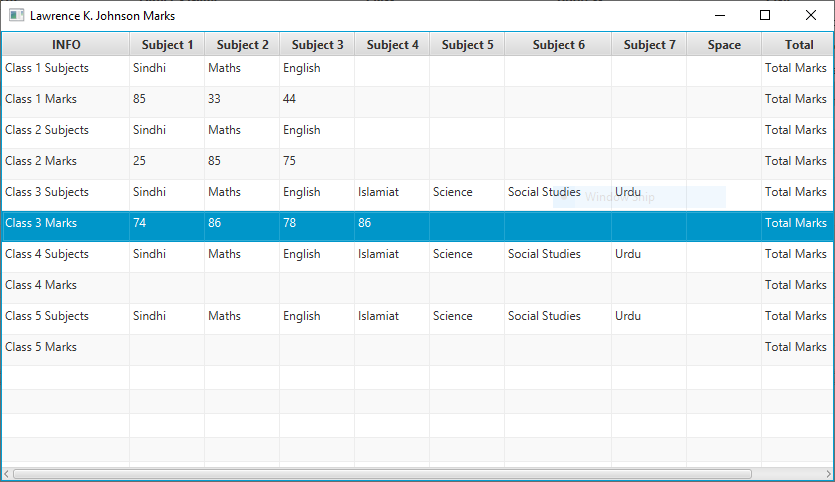 Lawrence K. Johnson Marks
INFO Subject 1 Subject 2 Subject 3 Subject 4 Subject 5 Subject 6 Subject 7 Space Total
Class 1 Subjects Sindhi Maths English Total Marks
Class 1 Marks 85 33 44 Total Marks
Class 2 Subjects Sindhi Maths English Total Marks
Class 2 Marks 25 85 75 Total Marks
Class 3 Subjects Sindhi Maths English Islamiat Science Social Studies Urdu Total Marks
Window Snip
Class 3 Marks 74 86 78 86 Total Marks
Class 4 Subjects Sindhi Maths English Islamiat Science Social Studies Urdu Total Marks
Class 4 Marks Total Marks
Class 5 Subjects Sindhi Maths English Islamiat Science Social Studies Urdu Total Marks
Class 5 Marks Total Marks